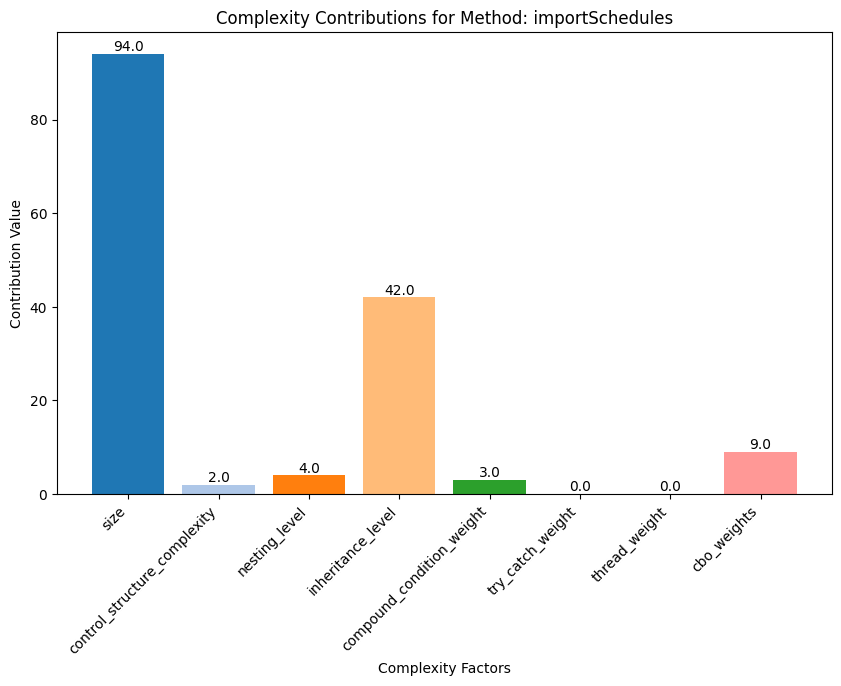 Complexity Contributions for Method: importSchedules
Contribution Value
80
60
40
20
0
94.0
2.0
4.0
42.0
3.0
0.0
0.0
9.0
size
control_structure_complexity
nesting_level
inheritance_level
compound_condition_weight
try_catch_weight
thread_weight
cbo_weights
Complexity Factors